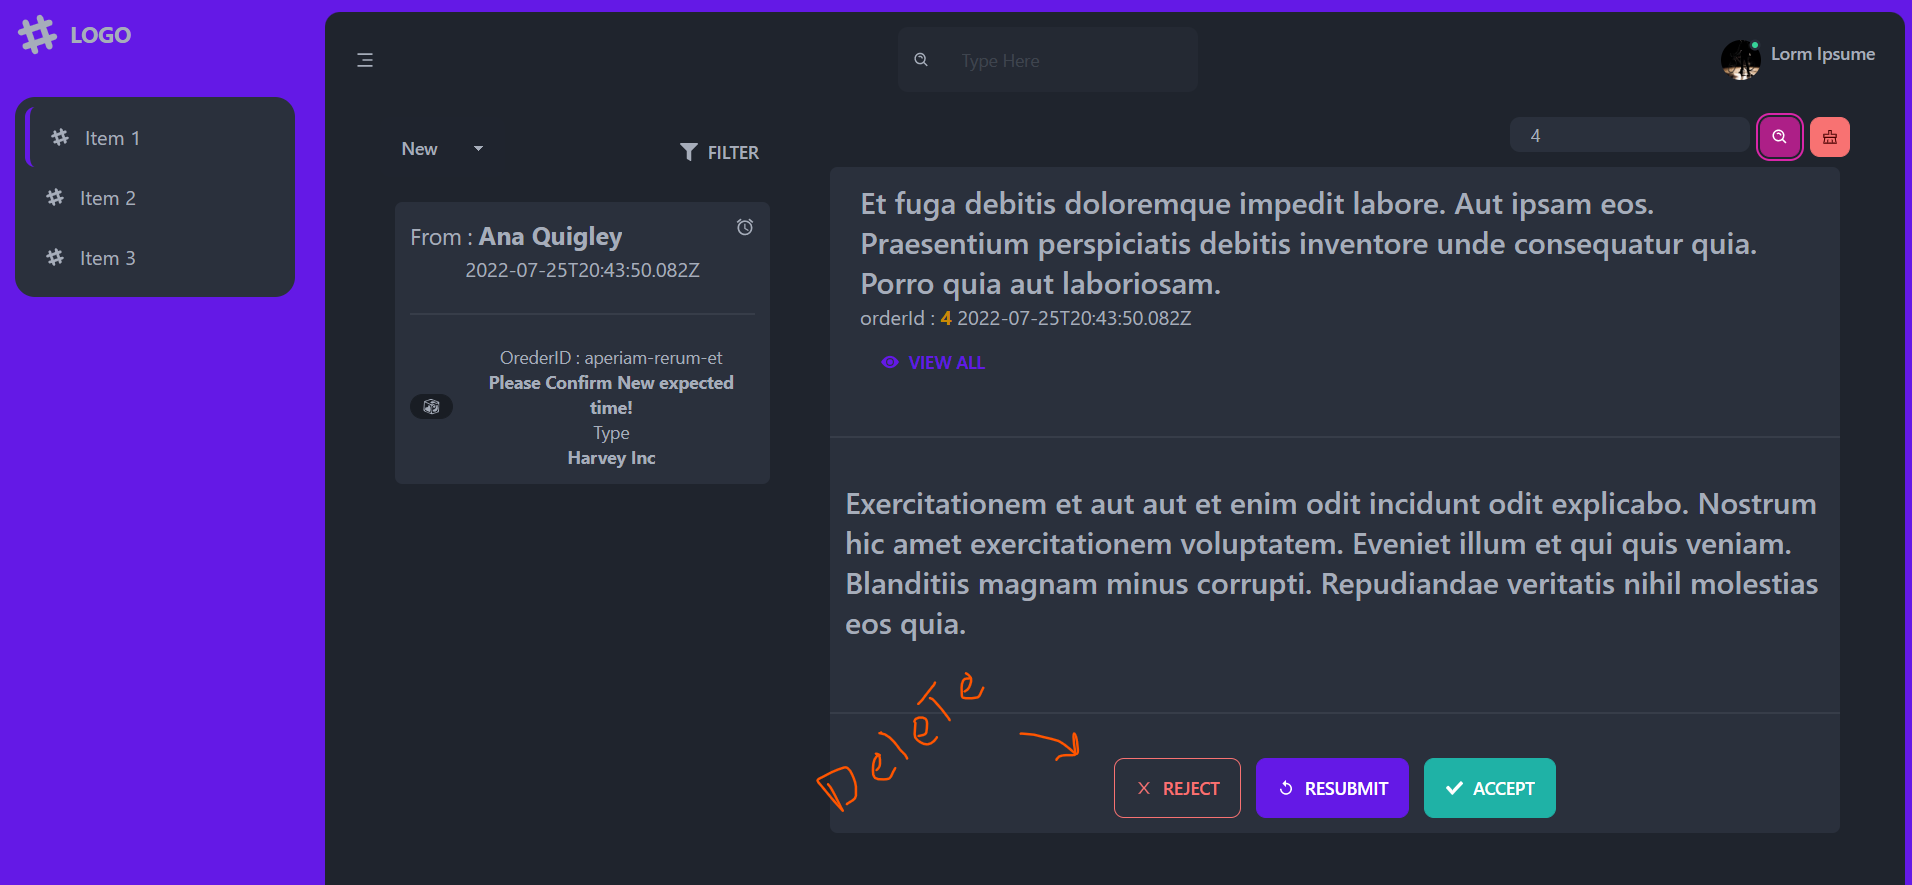 LOGO
Item 1
Item 2
Item 3
Type Here
Lorm Ipsume
New
FILTER
4
From : Ana Quigley
2022-07-25T20:43:50.082Z
OrederID : aperiam-rerum-et
Please Confirm New expected
time!
Type
Harvey Inc
Et fuga debitis doloremque impedit labore. Aut ipsam eos.
Praesentium perspiciatis debitis inventore unde consequatur quia.
Porro quia aut laboriosam.
orderId : 4 2022-07-25T20:43:50.082Z
VIEW ALL
Exercitationem et aut aut et enim odit incidunt odit explicabo. Nostrum
hic amet exercitationem voluptatem. Eveniet illum et qui quis veniam.
Blanditiis magnam minus corrupti. Repudiandae veritatis nihil molestias
eos quia.
DeleTe
REJECT
RESUBMIT
ACCEPT